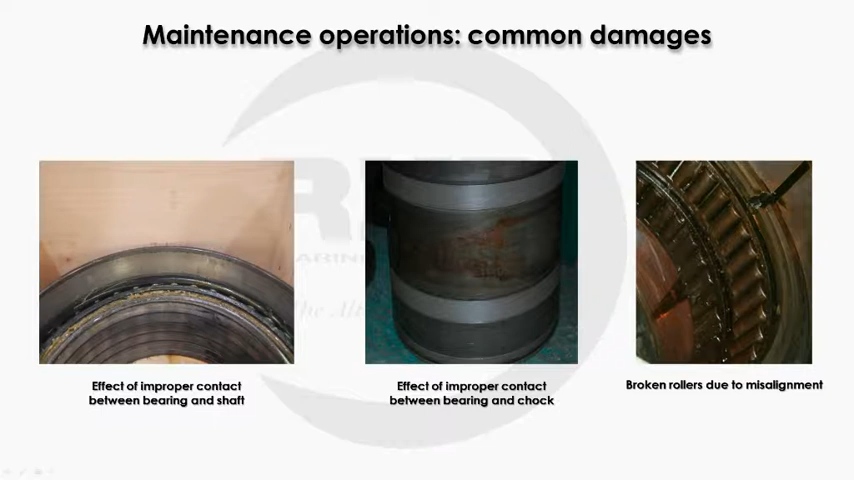 Maintenance operations: common damages
Effect of improper contact
between bearing and shaft
Effect of improper contact
between bearing and chock
Broken rollers due to misalignment